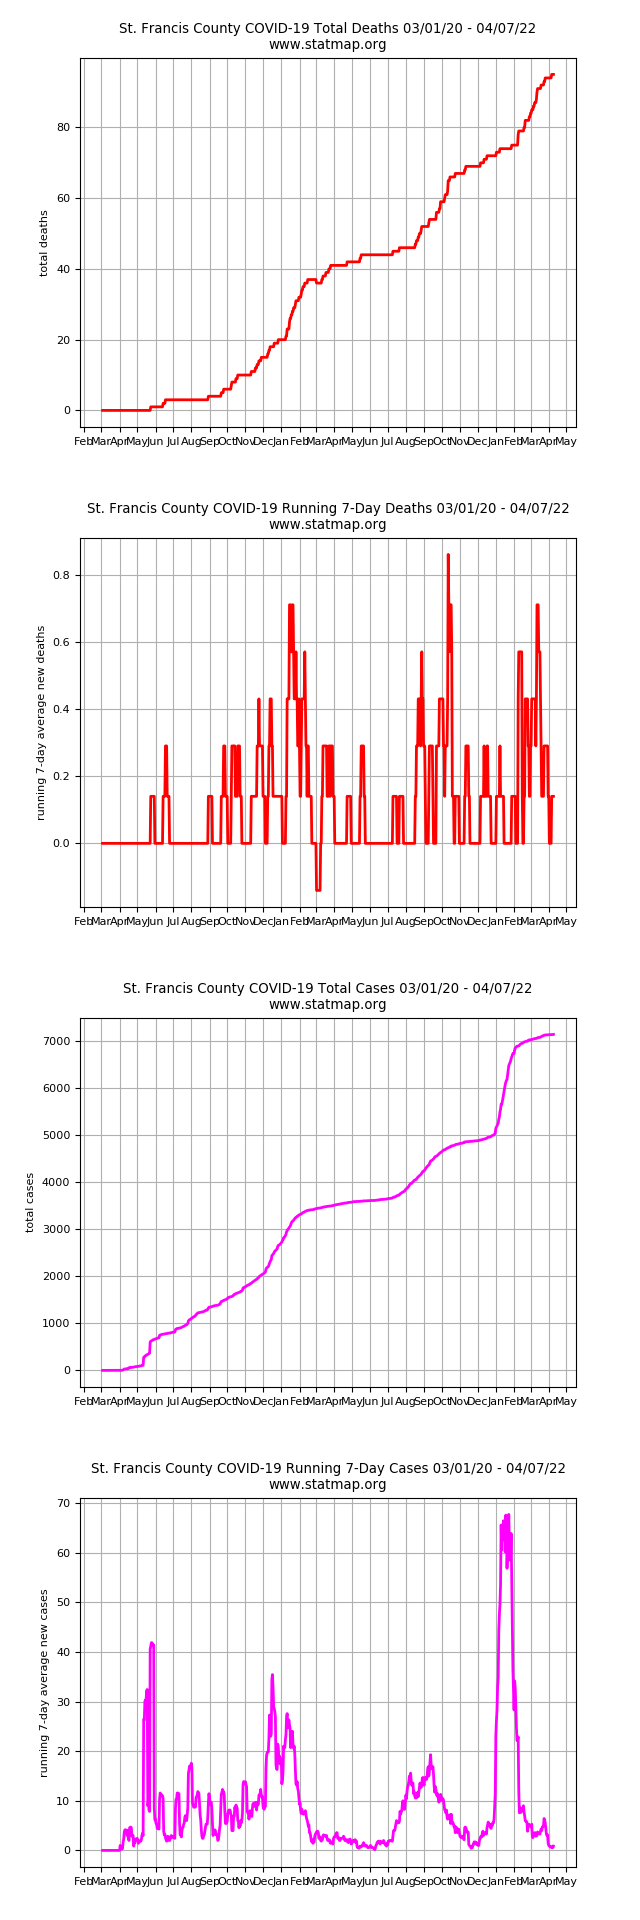 St. Francis County COVID-19 Total Deaths 03/01/20 - 04/07/22
www.statmap.org
total deaths
80
60
40
20
0
Feb Mar Apr May Jun Jul Aug Sep Oct Nov Dec Jan Feb Mar Apr May Jun Jul Aug Sep Oct Nov Dec Jan Feb Mar Apr May
St. Francis County COVID-19 Running 7-Day Deaths 03/01/20 - 04/07/22
www.statmap.org
running 7-day average new deaths
0.8
0.6
0.4
0.2
0.0
Feb Mar Apr May Jun Jul Aug Sep Oct Nov Dec Jan Feb Mar Apr May Jun Jul Aug Sep Oct Nov Dec Jan Feb Mar Apr May
St. Francis County COVID-19 Total Cases 03/01/20 - 04/07/22
www.statmap.org
total cases
7000
6000
5000
4000
3000
2000
1000
0
Feb Mar Apr May Jun Jul Aug Sep Oct Nov Dec Jan Feb Mar Apr May Jun Jul Aug Sep Oct Nov Dec Jan Feb Mar Apr May
St. Francis County COVID-19 Running 7-Day Cases 03/01/20 - 04/07/22
www.statmap.org
running 7-day average new cases
70
60
50
40
30
20
10
0
Feb Mar Apr May Jun Jul Aug Sep Oct Nov Dec Jan Feb Mar Apr May Jun Jul Aug Sep Oct Nov Dec Jan Feb Mar Apr May